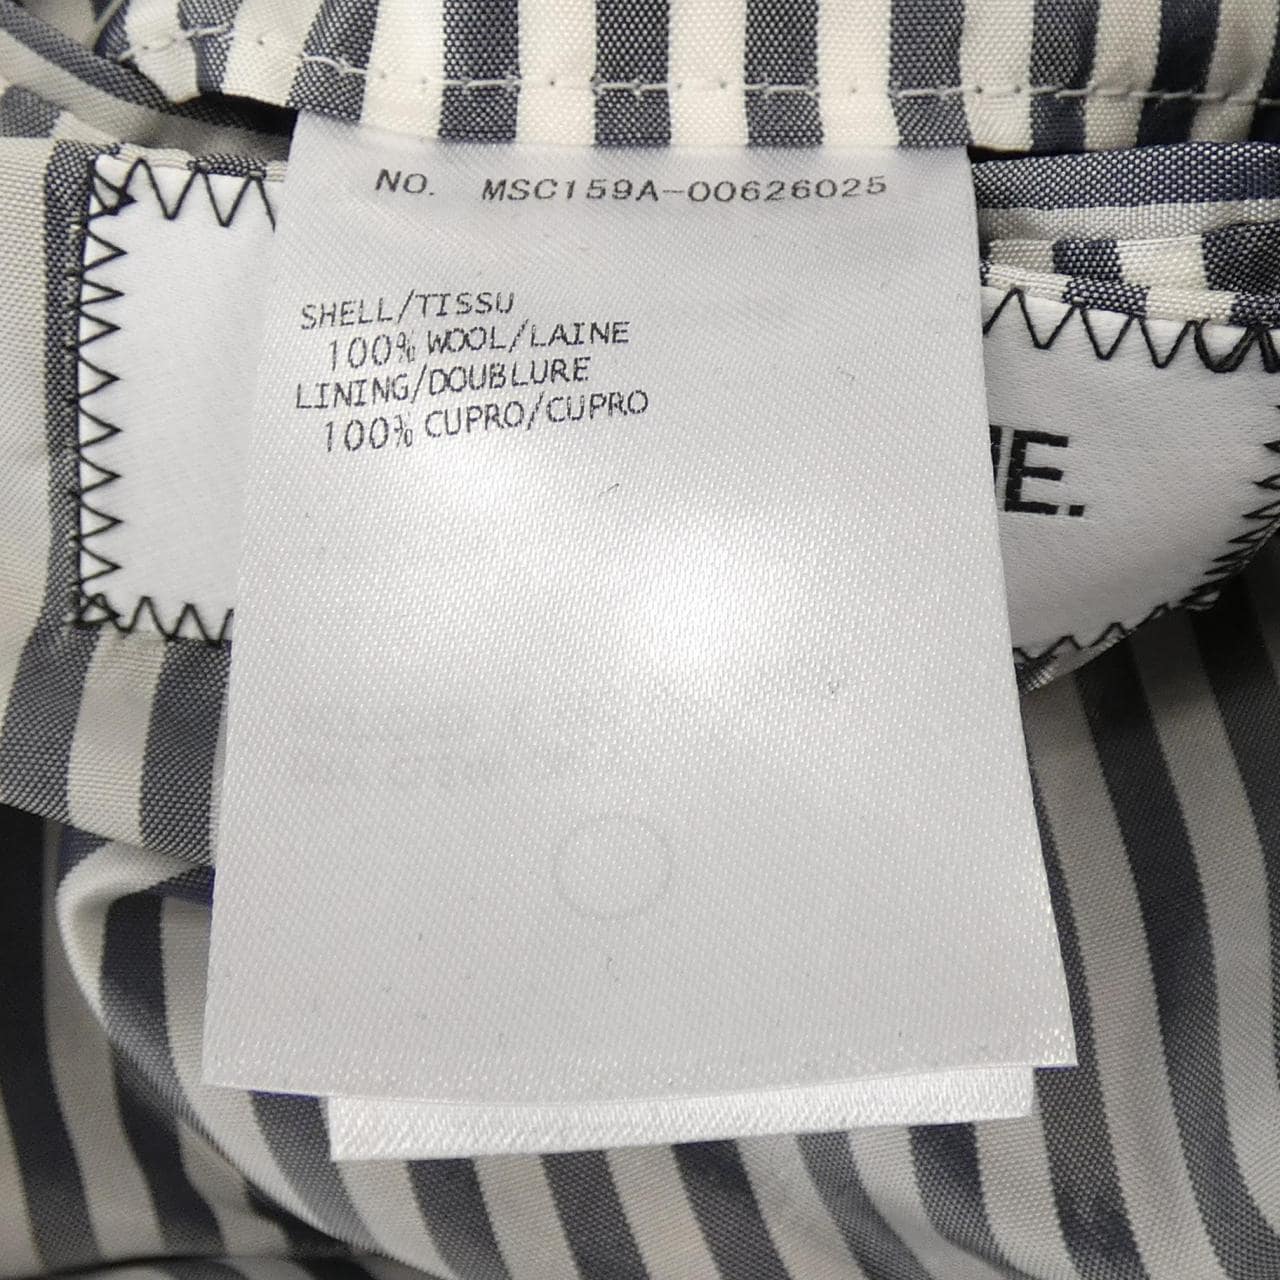 NO. MSC159A-00626025
SHELL/TISSU
100% WOOL/LAINE
LINING/DOUBLURE
100% CUPRO/CUPRO
E.